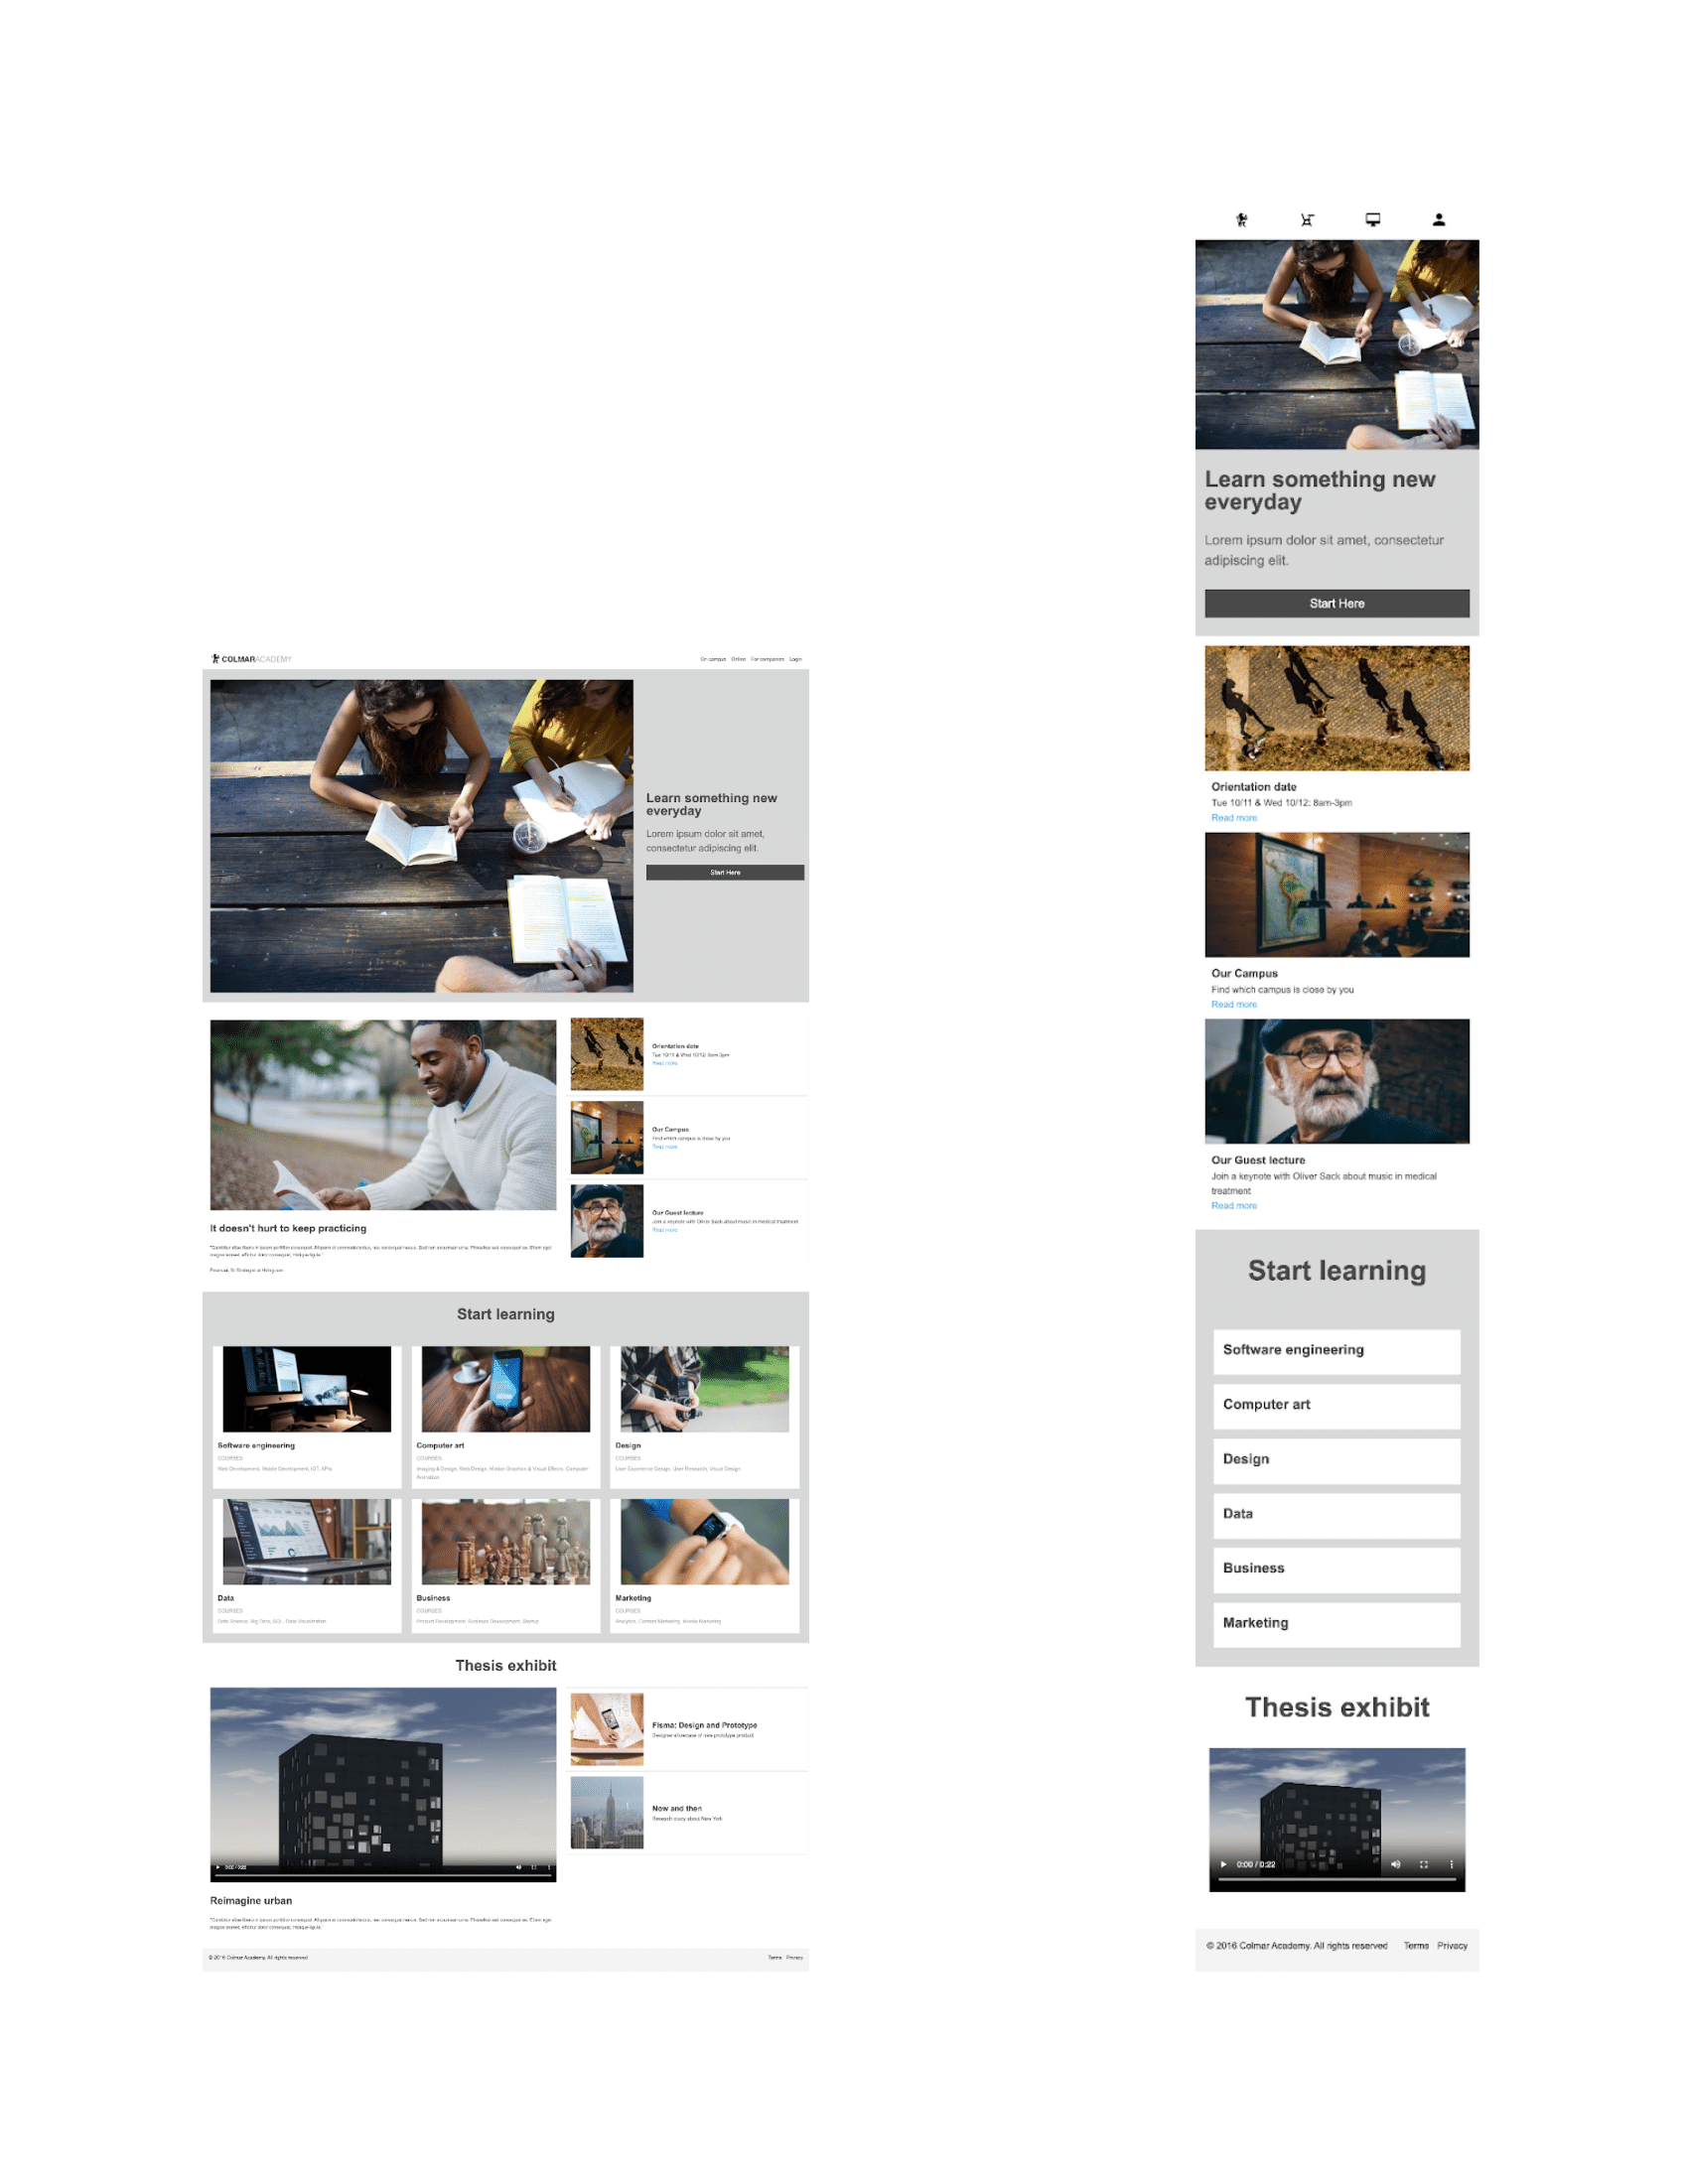 COLMARACADEMY
On campus Online For companies Login
Learn something new
everyday
Lorem ipsum dolor sit amet,
consectetur adipiscing elit.
Start Here
It doesn't hurt to keep practicing
Orientation date
Tue 10/11 & Wed 10/12: 8am-3pm
Read more
Our Campus
Find which campus is close by you
Read more
Our Guest lecture
Join a keynote with Oliver Sack about music in medical treatment
Read more
Start learning
Software engineering
COURSES
Web Development, Mobile Development, IOT, APIs
Computer art
COURSES
Imaging & Design, Web Design, Motion Graphics & Visual Effects, Computer
Animation
Design
COURSES
User Experience Design, User Research, Visual Design
Data
COURSES
Data Science, Big Data, SQL, Data Visualization
Business
COURSES
Product Development, Business Development, Startup
Marketing
COURSES
Analytics, Content Marketing, Mobile Marketing
Thesis exhibit
0:00 / 0:22
Reimagine urban
Fisma: Design and Prototype
Designer showcase of new prototype product
Now and then
Research study about New York
© 2016 Colmar Academy. All rights reserved
Terms Privacy
Learn something new
everyday
Lorem ipsum dolor sit amet, consectetur
adipiscing elit.
Start Here
Orientation date
Tue 10/11 & Wed 10/12: 8am-3pm
Read more
Our Campus
Find which campus is close by you
Read more
Our Guest lecture
Join a keynote with Oliver Sack about music in medical
treatment
Read more
Start learning
Software engineering
Computer art
Design
Data
Business
Marketing
Thesis exhibit
0:00 / 0:22
© 2016 Colmar Academy. All rights reserved Terms Privacy